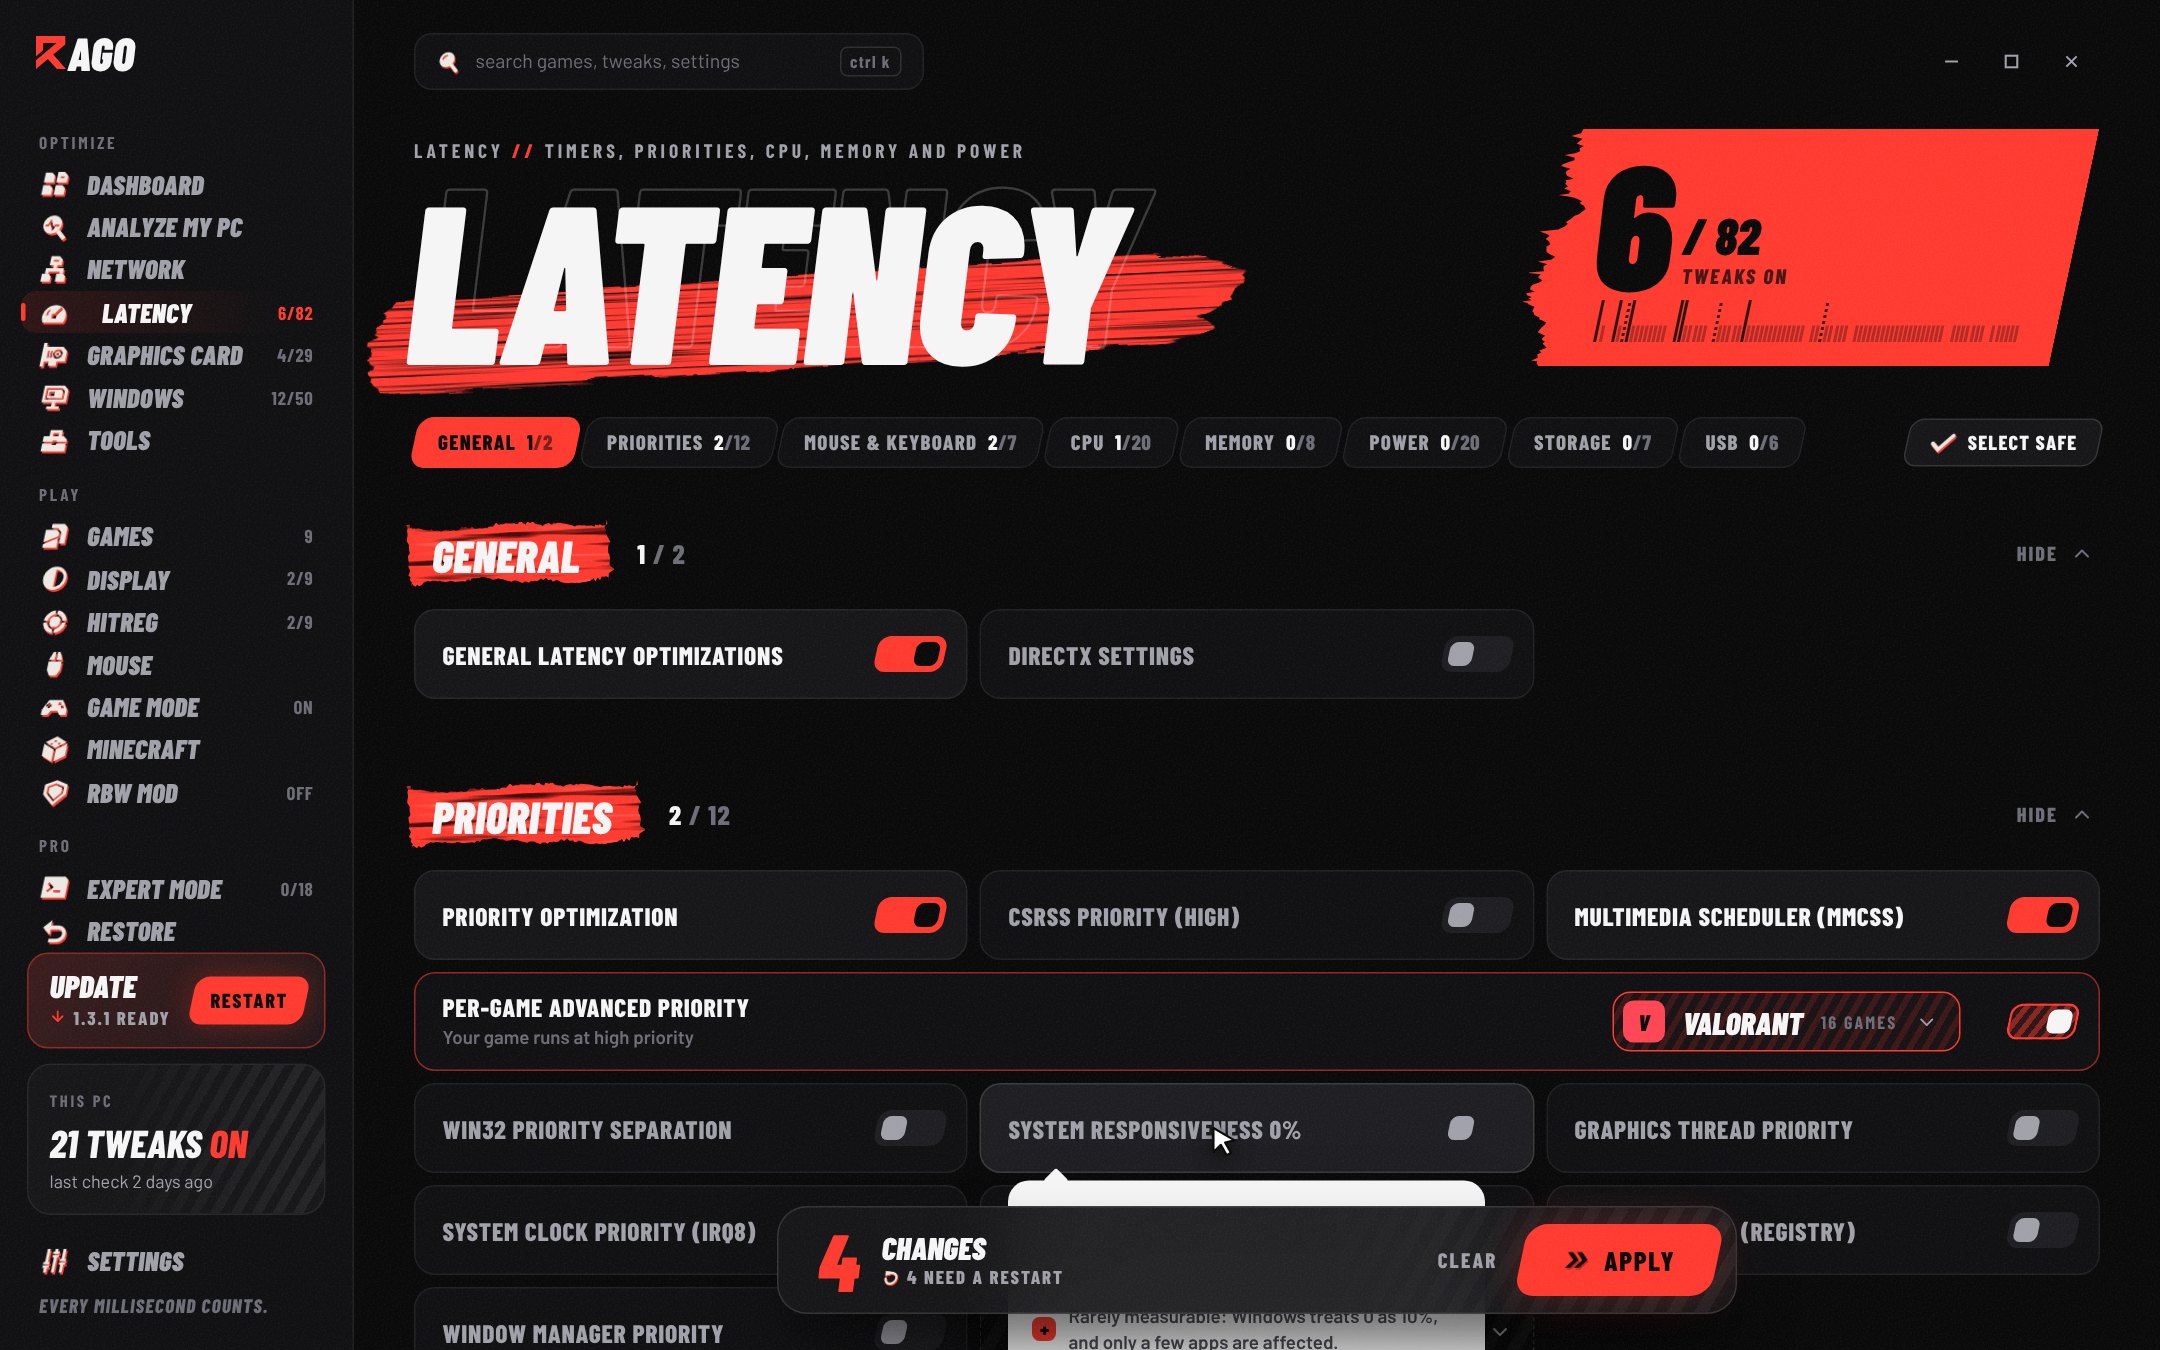 RAGO
search games, tweaks, settings
ctrl k
OPTIMIZE
DASHBOARD
ANALYZE MY PC
NETWORK
LATENCY 6/82
GRAPHICS CARD 4/29
WINDOWS 12/50
TOOLS
PLAY
GAMES 9
DISPLAY 2/9
HITREG 2/9
MOUSE
GAME MODE ON
MINECRAFT
RBW MOD OFF
PRO
EXPERT MODE 0/18
RESTORE
UPDATE
1.3.1 READY
RESTART
THIS PC
21 TWEAKS ON
last check 2 days ago
SETTINGS
EVERY MILLISECOND COUNTS.
LATENCY // TIMERS, PRIORITIES, CPU, MEMORY AND POWER
LATENCY
6 / 82
TWEAKS ON
GENERAL 1/2
PRIORITIES 2/12
MOUSE & KEYBOARD 2/7
CPU 1/20
MEMORY 0/8
POWER 0/20
STORAGE 0/7
USB 0/6
SELECT SAFE
GENERAL 1 / 2
HIDE
GENERAL LATENCY OPTIMIZATIONS
DIRECTX SETTINGS
PRIORITIES 2 / 12
HIDE
PRIORITY OPTIMIZATION
CSRSS PRIORITY (HIGH)
MULTIMEDIA SCHEDULER (MMCSS)
PER-GAME ADVANCED PRIORITY
Your game runs at high priority
V VALORANT 16 GAMES
WIN32 PRIORITY SEPARATION
SYSTEM RESPONSIVENESS 0%
GRAPHICS THREAD PRIORITY
SYSTEM CLOCK PRIORITY (IRQ8)
(REGISTRY)
4 CHANGES
4 NEED A RESTART
CLEAR
APPLY
WINDOW MANAGER PRIORITY
Rarely measurable: Windows treats 0 as 10%,
and only a few apps are affected.